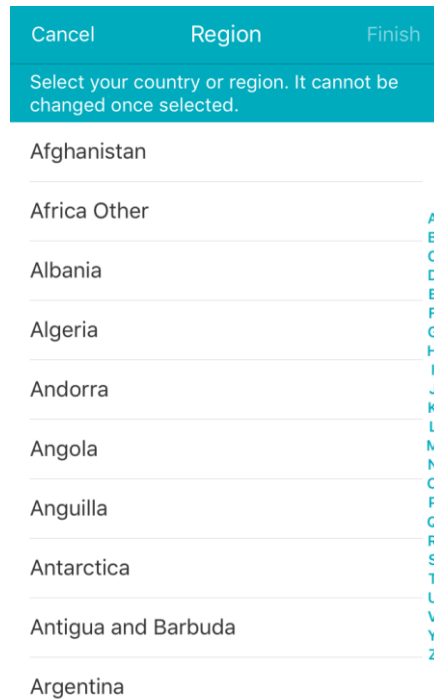 Cancel Region Finish
Select your country or region. It cannot be
changed once selected.
Afghanistan
Africa Other
Albania
Algeria
Andorra
Angola
Anguilla
Antarctica
Antigua and Barbuda
Argentina
A
B
C
D
E
F
G
H
I
J
K
L
M
N
O
P
Q
R
S
T
U
V
Y
Z